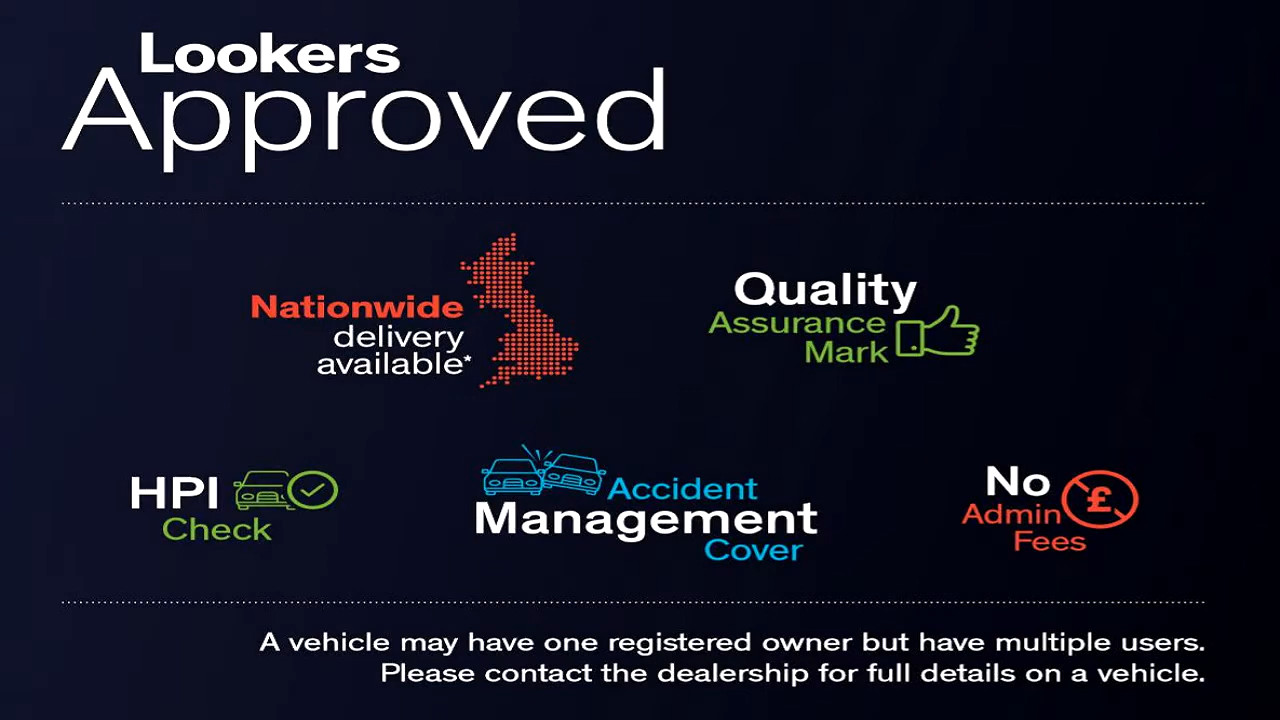 Lookers
Approved
Nationwide
delivery
available*
Quality
Assurance
Mark
HPI
Check
Accident
Management
Cover
No
Admin
£
Fees
A vehicle may have one registered owner but have multiple users.
Please contact the dealership for full details on a vehicle.